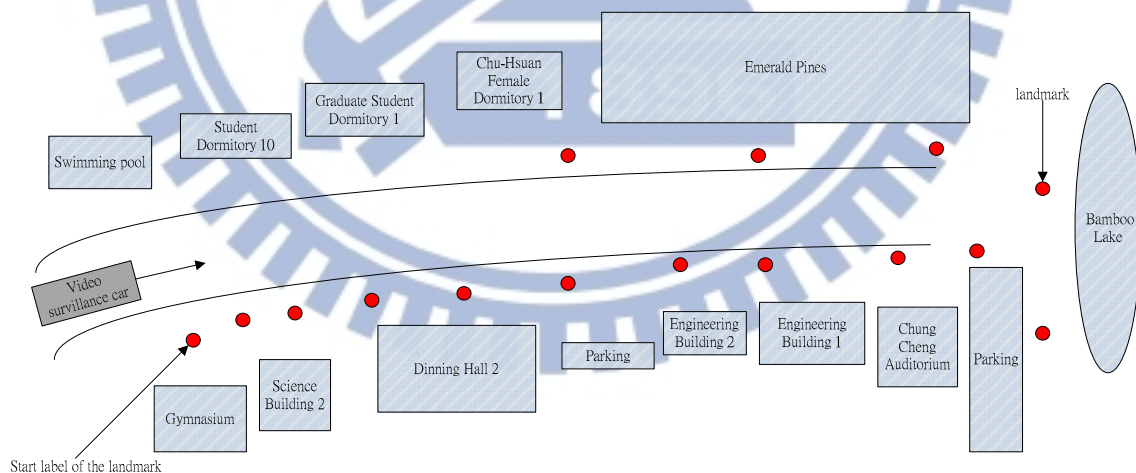 Emerald Pines
Chu-Hsuan
Female
Dormitory 1
Graduate Student
Dormitory 1
Student
Dormitory 10
Swimming pool
landmark
Bamboo
Lake
Video
survillance car
Engineering
Building 2
Engineering
Building 1
Chung
Cheng
Auditorium
Parking
Parking
Dinning Hall 2
Science
Building 2
Gymnasium
Start label of the landmark